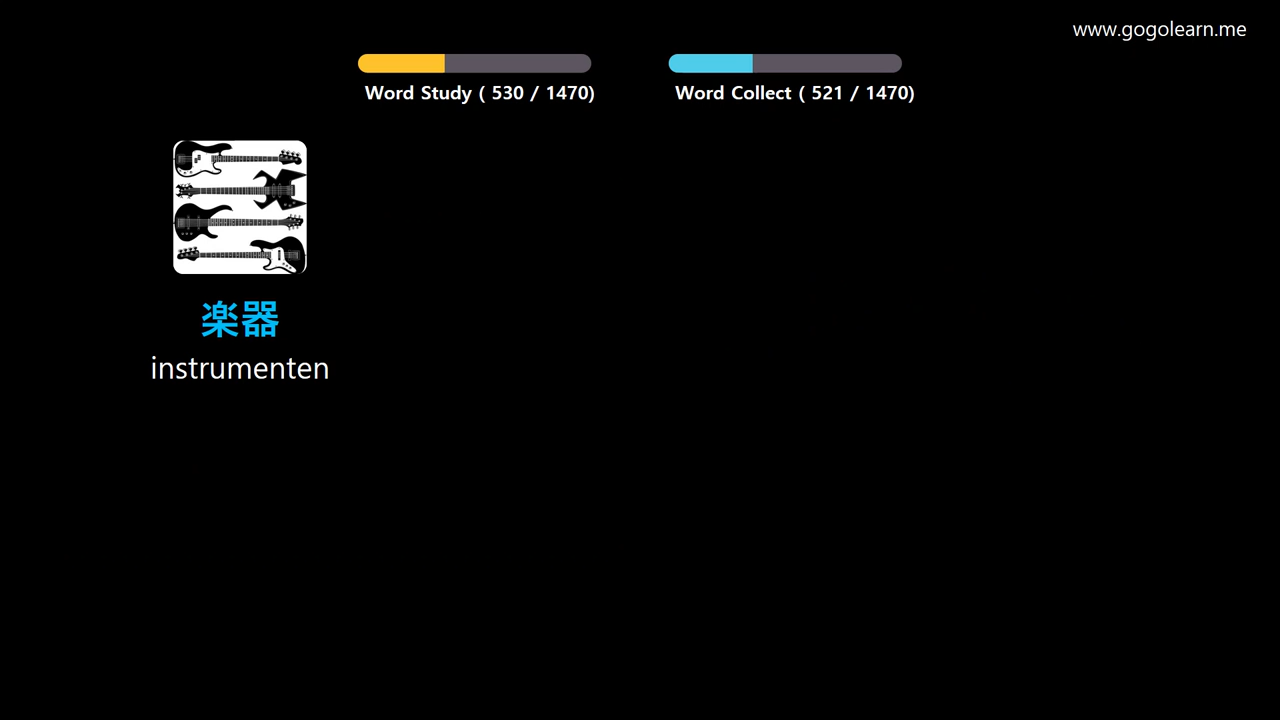 www.gogolearn.me
Word Study ( 530 / 1470)
Word Collect ( 521 / 1470)
楽器
instrumenten